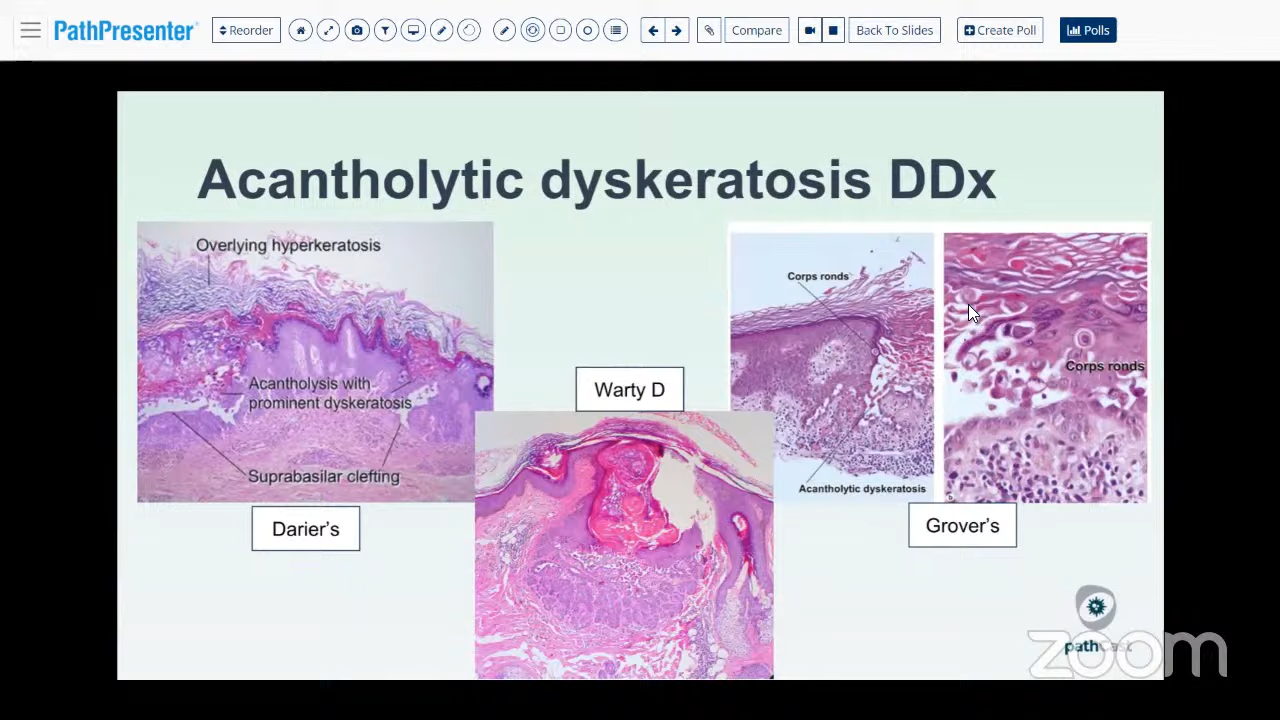 PathPresenter
Reorder
Compare
Back To Slides
Create Poll
Polls
Acantholytic dyskeratosis DDx
Overlying hyperkeratosis
Acantholysis with
prominent dyskeratosis
Suprabasilar clefting
Darier's
Warty D
Corps ronds
Acantholytic dyskeratosis
Corps ronds
Grover's
pathCast
zoom